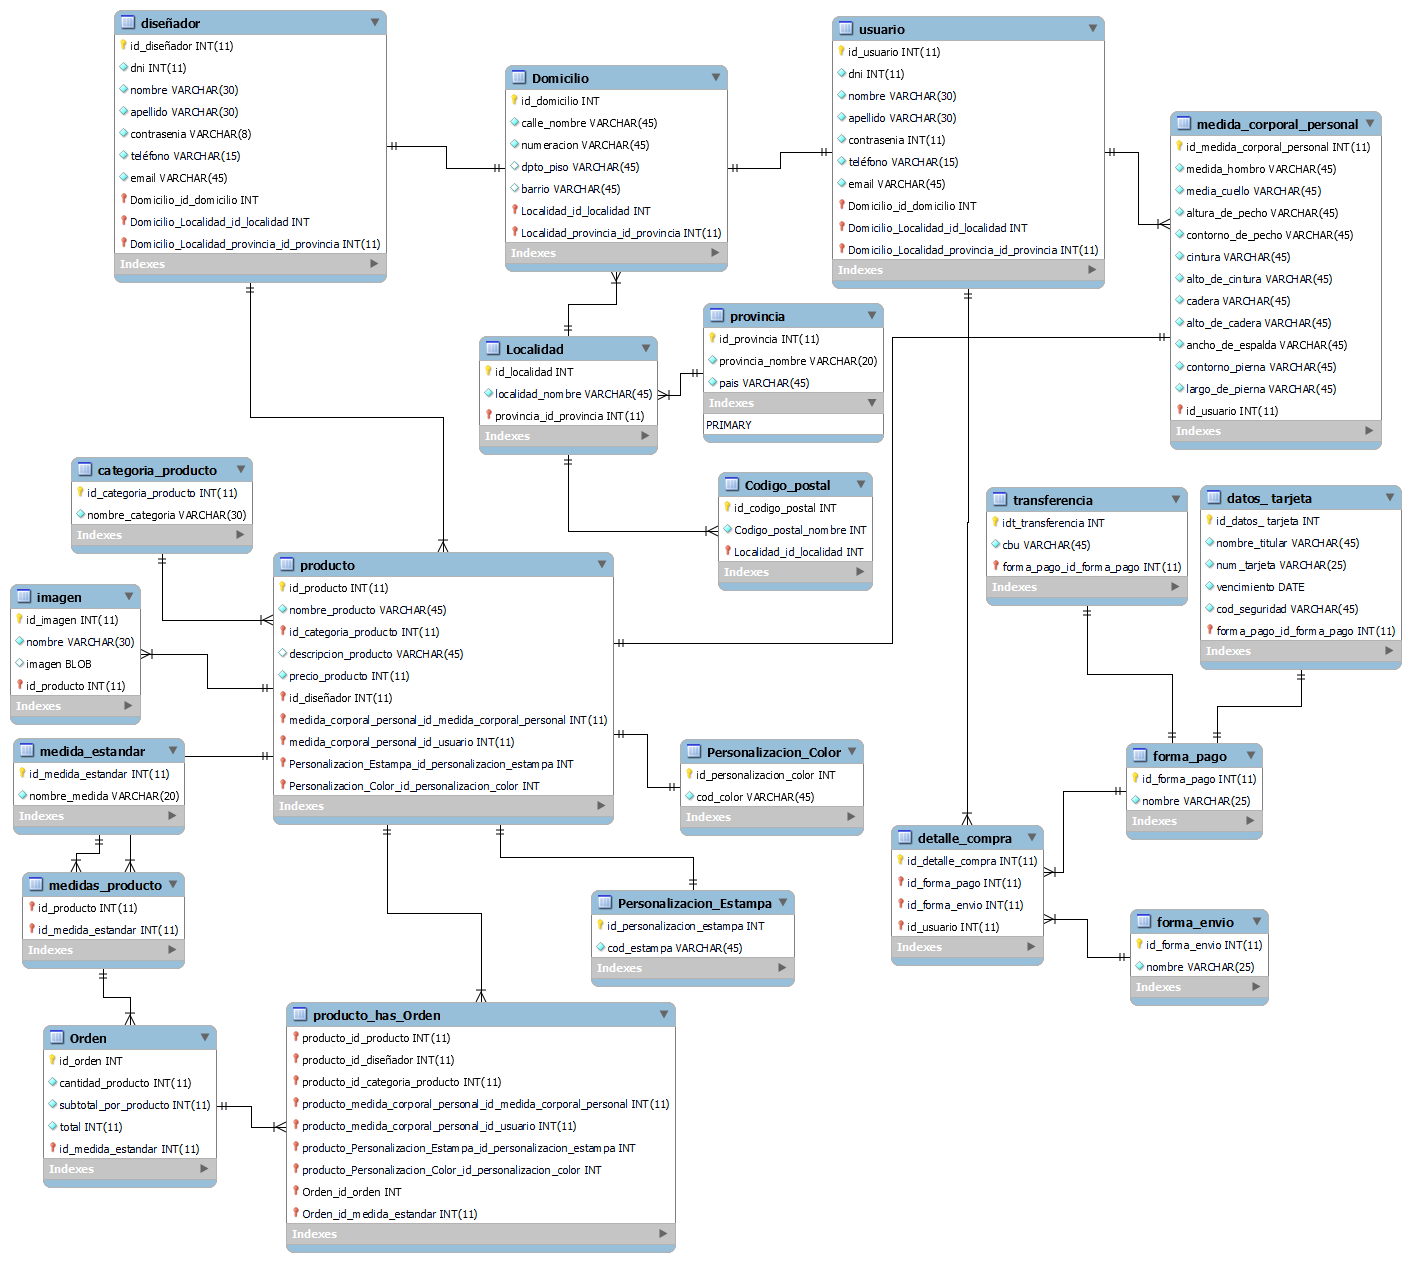 diseñador
id_diseñador INT(11)
dni INT(11)
nombre VARCHAR(30)
apellido VARCHAR(30)
contrasenia VARCHAR(8)
teléfono VARCHAR(15)
email VARCHAR(45)
Domicilio_id_domicilio INT
Domicilio_Localidad_id_localidad INT
Domicilio_Localidad_provincia_id_provincia INT(11)
Indexes
Domicilio
id_domicilio INT
calle_nombre VARCHAR(45)
numeracion VARCHAR(45)
dpto_piso VARCHAR(45)
barrio VARCHAR(45)
Localidad_id_localidad INT
Localidad_provincia_id_provincia INT(11)
Indexes
usuario
id_usuario INT(11)
dni INT(11)
nombre VARCHAR(30)
apellido VARCHAR(30)
contrasenia INT(11)
teléfono VARCHAR(15)
email VARCHAR(45)
Domicilio_id_domicilio INT
Domicilio_Localidad_id_localidad INT
Domicilio_Localidad_provincia_id_provincia INT(11)
Indexes
medida_corporal_personal
id_medida_corporal_personal INT(11)
medida_hombro VARCHAR(45)
media_cuello VARCHAR(45)
altura_de_pecho VARCHAR(45)
contorno_de_pecho VARCHAR(45)
cintura VARCHAR(45)
alto_de_cintura VARCHAR(45)
cadera VARCHAR(45)
alto_de_cadera VARCHAR(45)
ancho_de_espalda VARCHAR(45)
contorno_pierna VARCHAR(45)
largo_de_pierna VARCHAR(45)
id_usuario INT(11)
Indexes
Localidad
id_localidad INT
localidad_nombre VARCHAR(45)
provincia_id_provincia INT(11)
Indexes
provincia
id_provincia INT(11)
provincia_nombre VARCHAR(20)
pais VARCHAR(45)
Indexes
PRIMARY
categoria_producto
id_categoria_producto INT(11)
nombre_categoria VARCHAR(30)
Indexes
Codigo_postal
id_codigo_postal INT
Codigo_postal_nombre INT
Localidad_id_localidad INT
Indexes
transferencia
idt_transferencia INT
cbu VARCHAR(45)
forma_pago_id_forma_pago INT(11)
Indexes
datos_ tarjeta
id_datos_ tarjeta INT
nombre_titular VARCHAR(45)
num_tarjeta VARCHAR(25)
vencimiento DATE
cod_seguridad VARCHAR(45)
forma_pago_id_forma_pago INT(11)
Indexes
imagen
id_imagen INT(11)
nombre VARCHAR(30)
imagen BLOB
id_producto INT(11)
Indexes
producto
id_producto INT(11)
nombre_producto VARCHAR(45)
id_categoria_producto INT(11)
descripcion_producto VARCHAR(45)
precio_producto INT(11)
id_diseñador INT(11)
medida_corporal_personal_id_medida_corporal_personal INT(11)
medida_corporal_personal_id_usuario INT(11)
Personalizacion_Estampa_id_personalizacion_estampa INT
Personalizacion_Color_id_personalizacion_color INT
Indexes
medida_estandar
id_medida_estandar INT(11)
nombre_medida VARCHAR(20)
Indexes
Personalizacion_Color
id_personalizacion_color INT
cod_color VARCHAR(45)
Indexes
forma_pago
id_forma_pago INT(11)
nombre VARCHAR(25)
Indexes
detalle_compra
id_detalle_compra INT(11)
id_forma_pago INT(11)
id_forma_envio INT(11)
id_usuario INT(11)
Indexes
medidas_producto
id_producto INT(11)
id_medida_estandar INT(11)
Indexes
Personalizacion_Estampa
id_personalizacion_estampa INT
cod_estampa VARCHAR(45)
Indexes
forma_envio
id_forma_envio INT(11)
nombre VARCHAR(25)
Indexes
Orden
id_orden INT
cantidad_producto INT(11)
subtotal_por_producto INT(11)
total INT(11)
id_medida_estandar INT(11)
Indexes
producto_has_Orden
producto_id_producto INT(11)
producto_id_diseñador INT(11)
producto_id_categoria_producto INT(11)
producto_medida_corporal_personal_id_medida_corporal_personal INT(11)
producto_medida_corporal_personal_id_usuario INT(11)
producto_Personalizacion_Estampa_id_personalizacion_estampa INT
producto_Personalizacion_Color_id_personalizacion_color INT
Orden_id_orden INT
Orden_id_medida_estandar INT(11)
Indexes